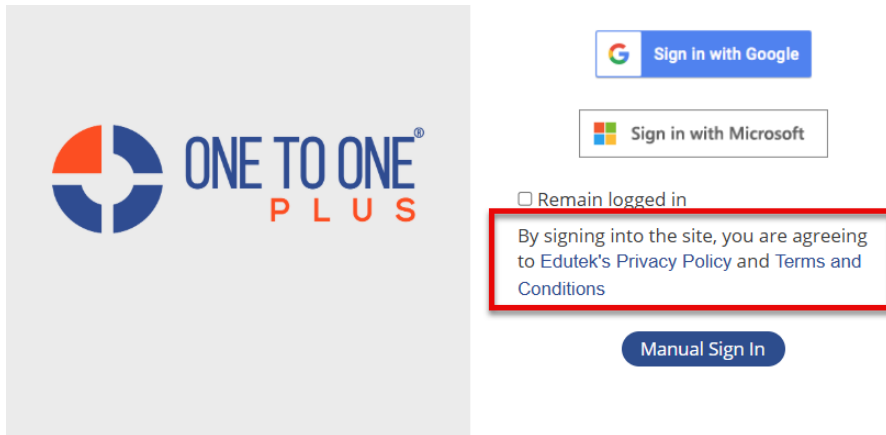 ONE TO ONE®
PLUS
Sign in with Google
Sign in with Microsoft
Remain logged in
By signing into the site, you are agreeing
to Edutek's Privacy Policy and Terms and
Conditions
Manual Sign In